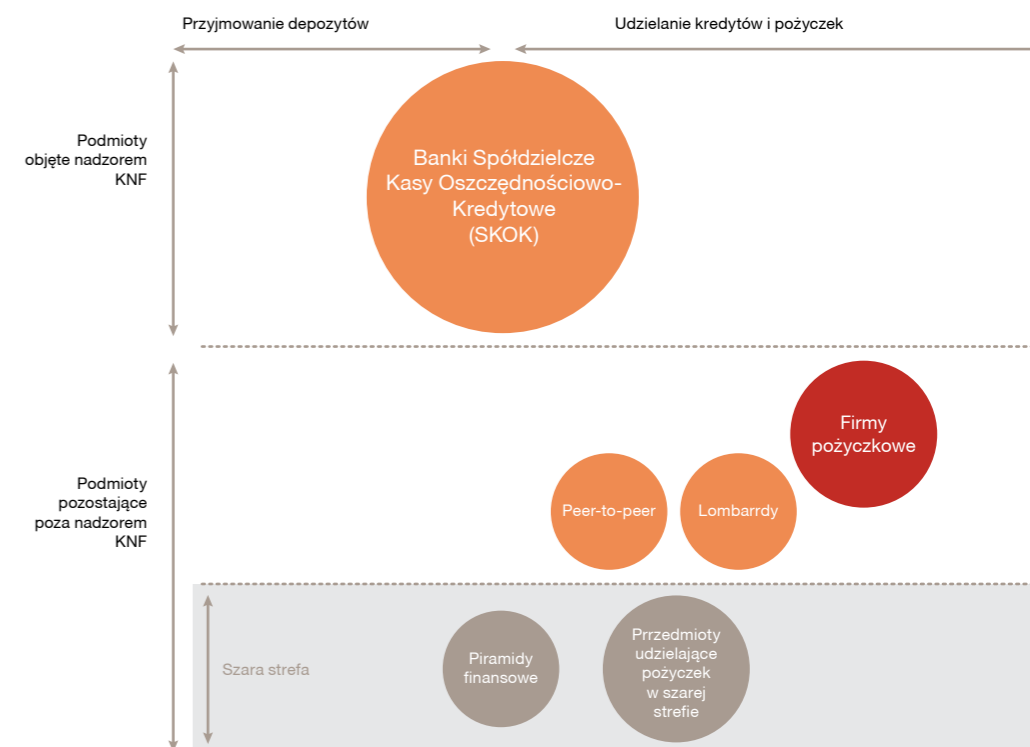 Przyjmowanie depozytów
Udzielanie kredytów i pożyczek
Podmioty
objęte nadzorem
KNF
Banki Spółdzielcze
Kasy Oszczędnościowo-
Kredytowe
(SKOK)
Firmy
pożyczkowe
Podmioty
pozostające
poza nadzorem
KNF
Peer-to-peer
Lombarrdy
Szara strefa
Piramidy
finansowe
Prrzedmioty
udzielające
pożyczek
w szarej
strefie